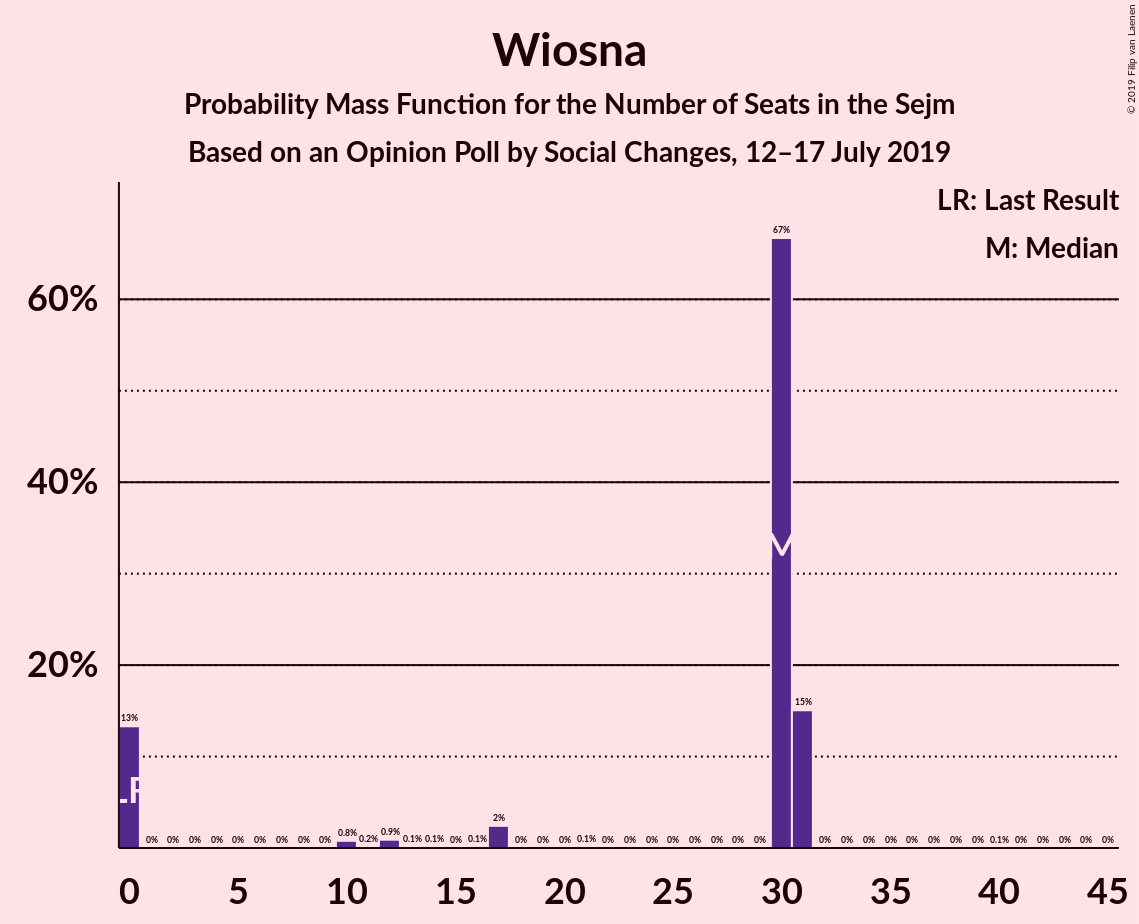 Wiosna
Probability Mass Function for the Number of Seats in the Sejm
Based on an Opinion Poll by Social Changes, 12–17 July 2019
© 2019 Filip van Laenen
LR: Last Result
M: Median
67%
60%
40%
M
20%
15%
13%
LR
2%
0% 0% 0% 0% 0% 0% 0% 0% 0% 0.8% 0.2% 0.9% 0.1% 0.1% 0% 0.1% 0% 0% 0% 0.1% 0% 0% 0% 0% 0% 0% 0% 0% 0% 0% 0% 0% 0% 0% 0% 0% 0.1% 0% 0% 0% 0% 0%
0 5 10 15 20 25 30 35 40 45